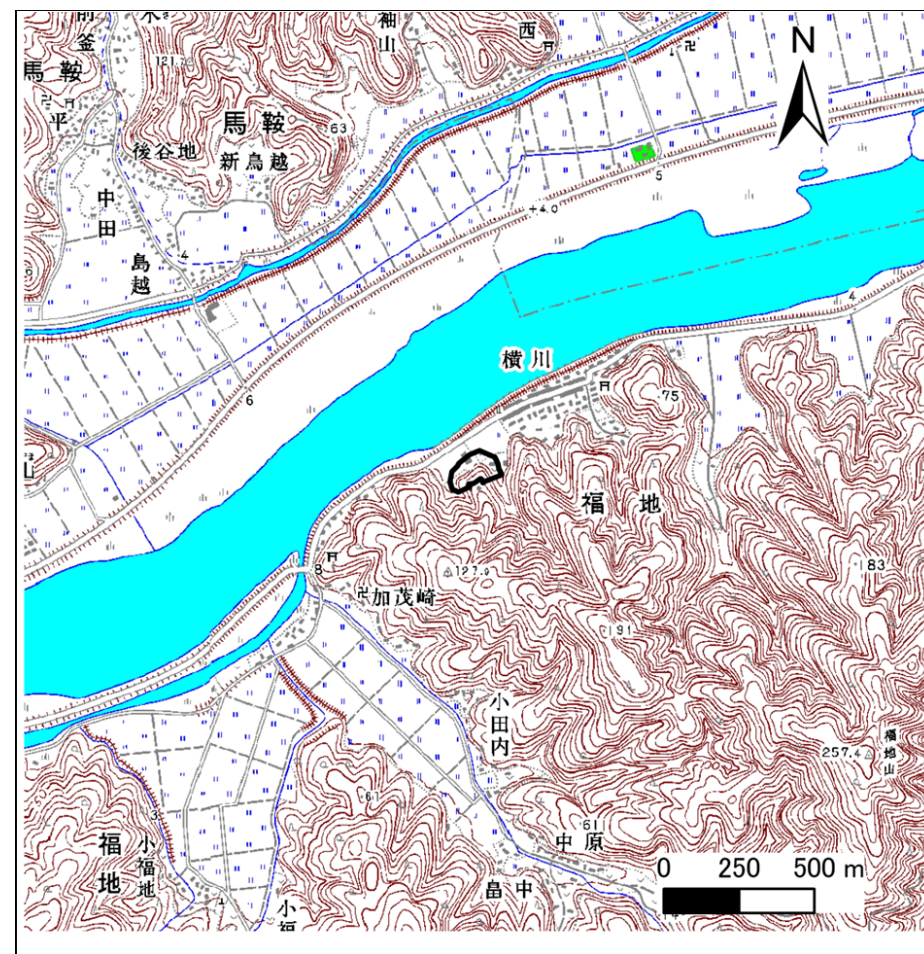 袖山
西
N
馬鞍
平
121.7
馬鞍
63
後谷地
新鳥越
中田
鳥越
4
5
4.0
6
横川
4
75
福地
183
127.9
191
8
加茂崎
小田内
257.4
福地山
61
61
中原
福地
3
小福地
4
畠中
0 250 500 m